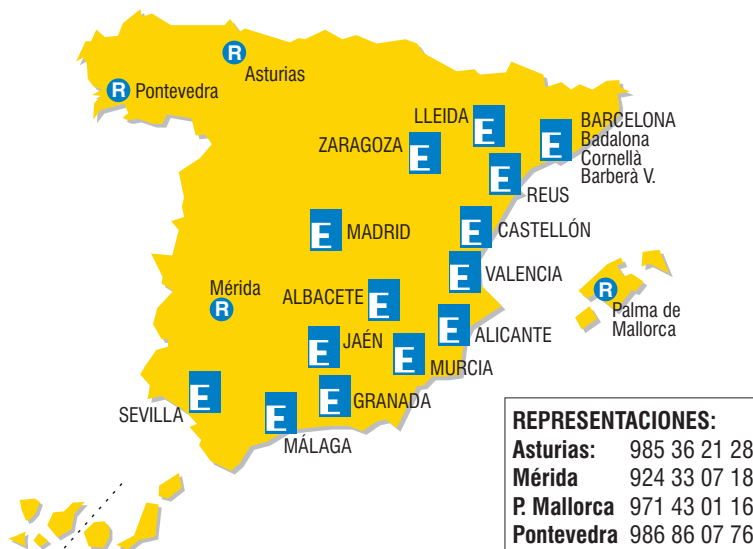 R
Asturias
R Pontevedra
LLEIDA
E
BARCELONA
Badalona
Cornellà
Barberà V.
E
ZARAGOZA
E
E
REUS
E
MADRID
E
CASTELLÓN
E
VALENCIA
Mérida
R
ALBACETE
E
R
Palma de
Mallorca
E
ALICANTE
E
JAÉN
E
MURCIA
SEVILLA
E
E
MÁLAGA
E
GRANADA
REPRESENTACIONES:
Asturias: 985 36 21 28
Mérida 924 33 07 18
P. Mallorca 971 43 01 16
Pontevedra 986 86 07 76